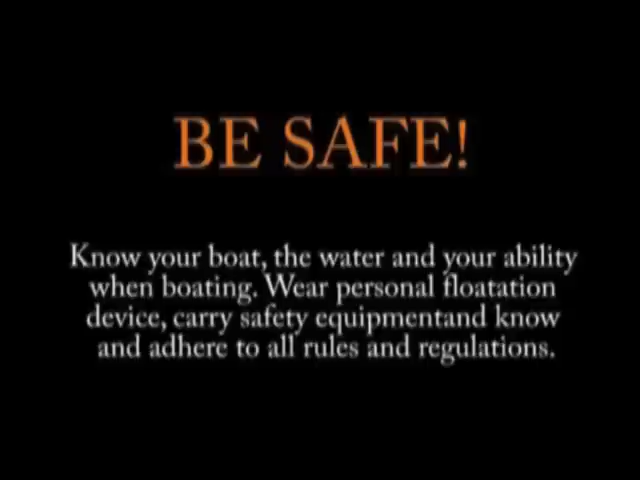 BE SAFE!
Know your boat, the water and your ability
when boating. Wear personal floatation
device, carry safety equipmentand know
and adhere to all rules and regulations.